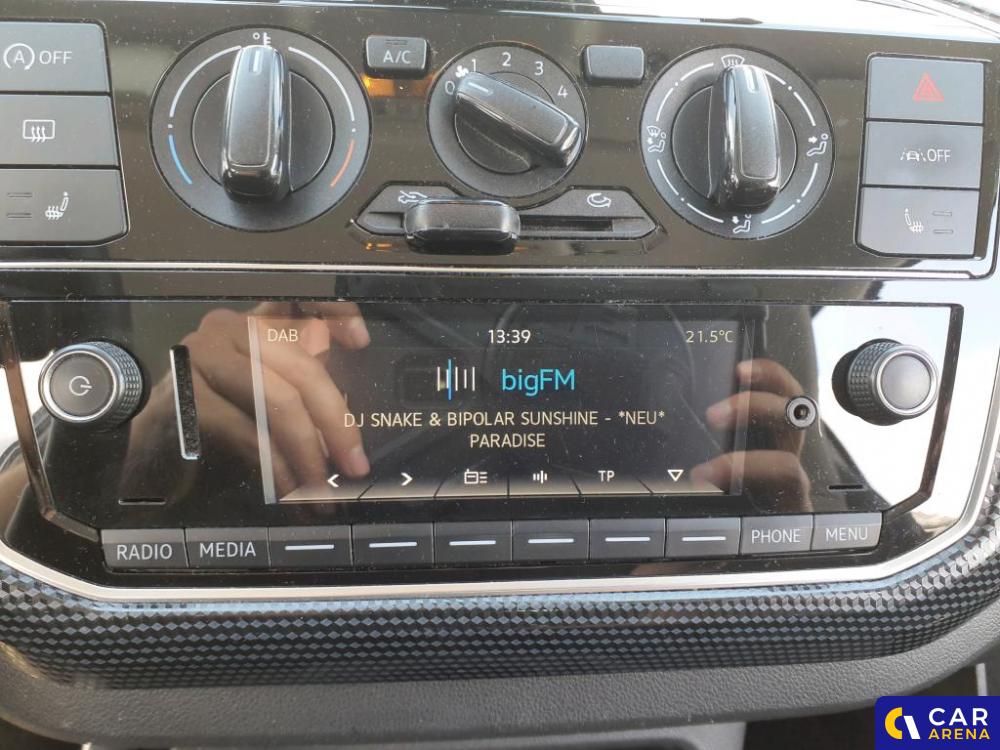 A OFF
A/C
0 1 2 3 4
OFF
DAB 13:39 21.5°C
bigFM
DJ SNAKE & BIPOLAR SUNSHINE - *NEU*
PARADISE
TP
RADIO MEDIA PHONE MENU
CAR
ARENA